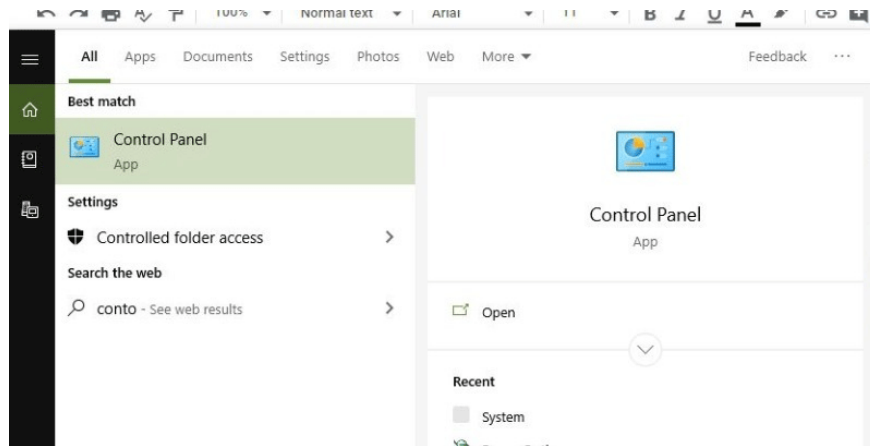 100% Normal text Arial 11 B I U A
All Apps Documents Settings Photos Web More Feedback ...
Best match
Control Panel
App
Settings
Controlled folder access
Search the web
conto - See web results
Control Panel
App
Open
Recent
System